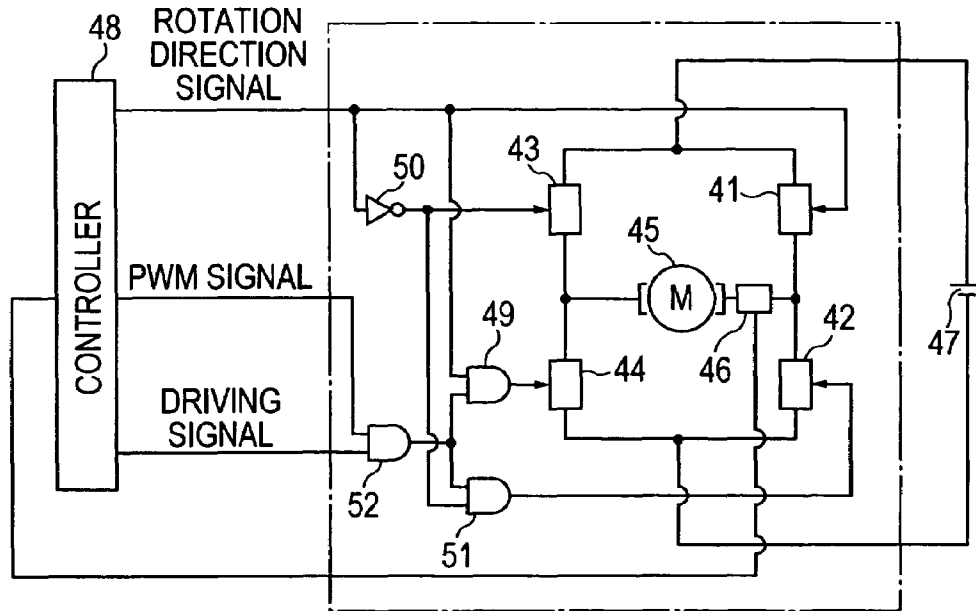 48
ROTATION
DIRECTION
SIGNAL
43
50
41
45
CONTROLLER
PWM SIGNAL
M
49
42
47
44
46
DRIVING
SIGNAL
52
51